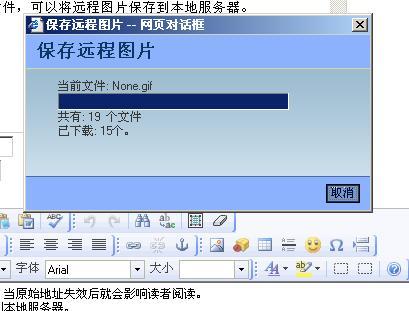 件，可以将远程图片保存到本地服务器。
保存远程图片 -- 网页对话框
保存远程图片
当前文件: None.gif
共有: 19 个文件
已下载: 15个。
取消
字体 Arial 大小
当原始地址失效后就会影响读者阅读。
到本地服务器。